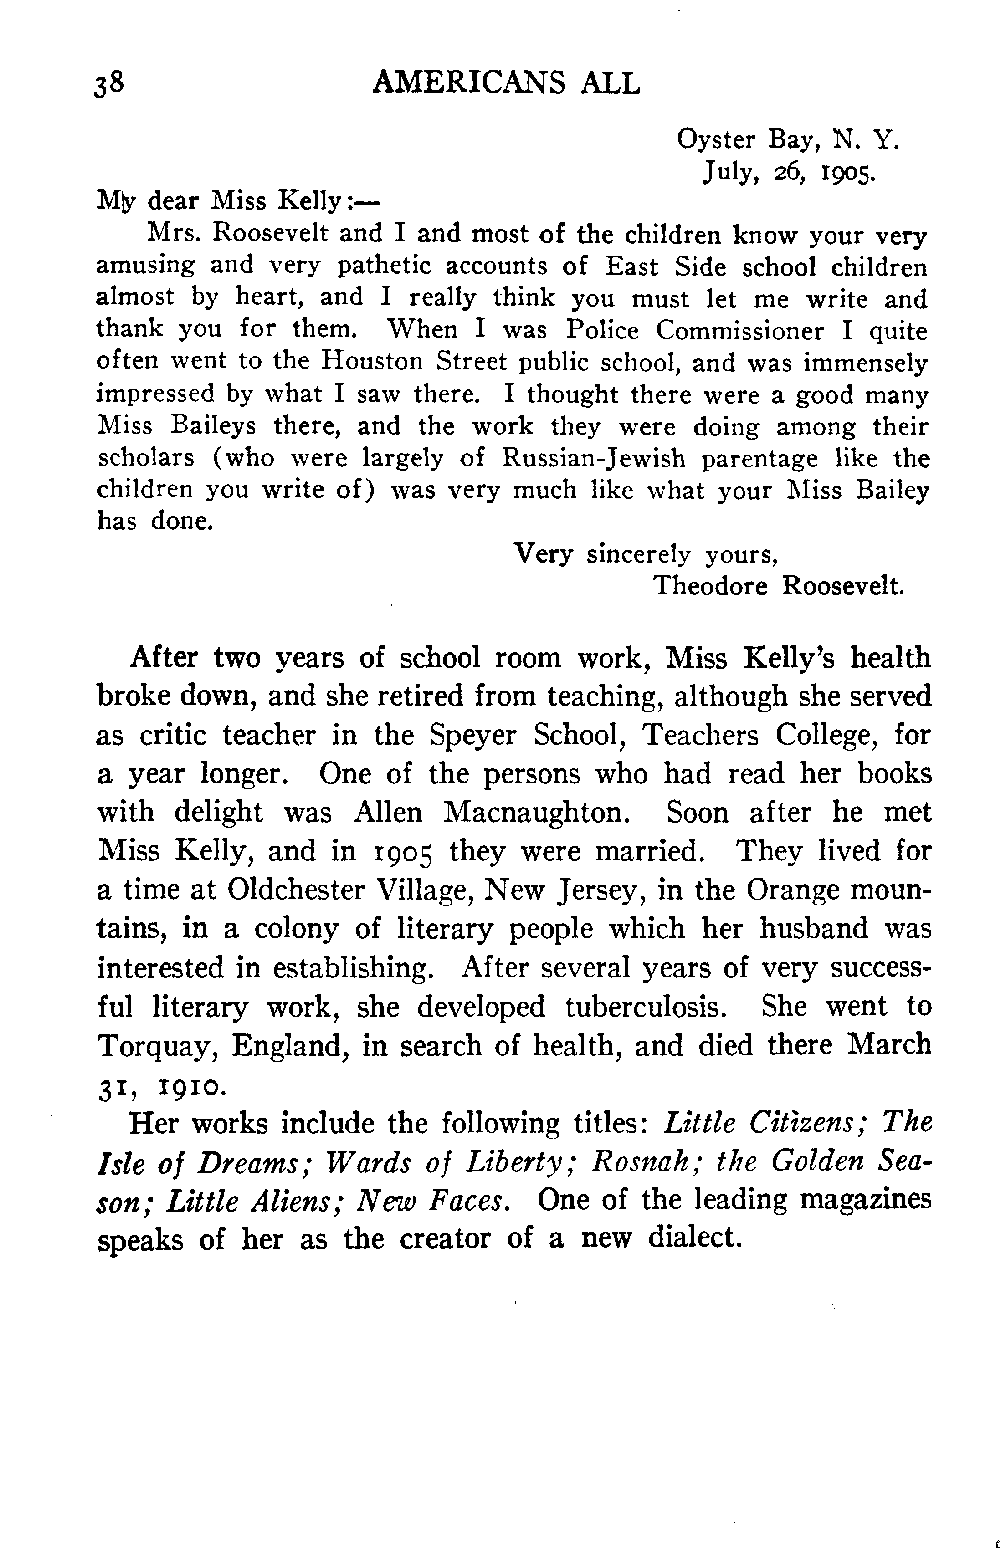 38 AMERICANS ALL
Oyster Bay, N. Y.
July, 26, 1905.
My dear Miss Kelly:—
Mrs. Roosevelt and I and most of the children know your very
amusing and very pathetic accounts of East Side school children
almost by heart, and I really think you must let me write and
thank you for them. When I was Police Commissioner I quite
often went to the Houston Street public school, and was immensely
impressed by what I saw there. I thought there were a good many
Miss Baileys there, and the work they were doing among their
scholars (who were largely of Russian-Jewish parentage like the
children you write of) was very much like what your Miss Bailey
has done.
Very sincerely yours,
Theodore Roosevelt.
After two years of school room work, Miss Kelly's health
broke down, and she retired from teaching, although she served
as critic teacher in the Speyer School, Teachers College, for
a year longer. One of the persons who had read her books
with delight was Allen Macnaughton. Soon after he met
Miss Kelly, and in 1905 they were married. They lived for
a time at Oldchester Village, New Jersey, in the Orange moun-
tains, in a colony of literary people which her husband was
interested in establishing. After several years of very success-
ful literary work, she developed tuberculosis. She went to
Torquay, England, in search of health, and died there March
31, 1910.
Her works include the following titles: Little Citizens; The
Isle of Dreams; Wards of Liberty; Rosnah; the Golden Sea-
son; Little Aliens; New Faces. One of the leading magazines
speaks of her as the creator of a new dialect.